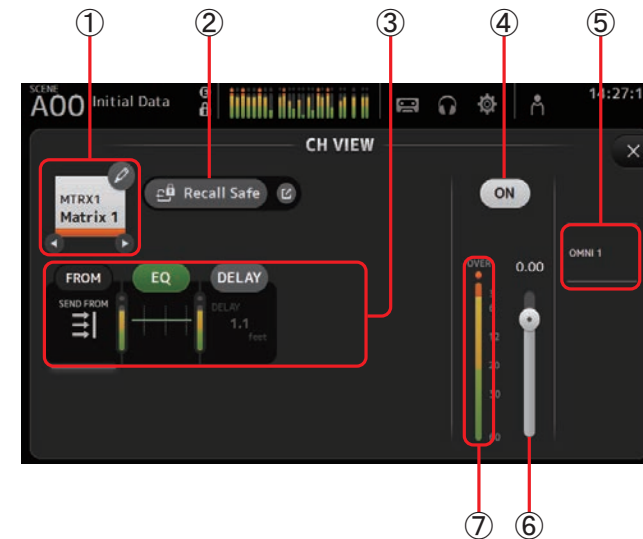 ① ② ③ ④ ⑤
SCENE
A00 Initial Data
14:27:1
CH VIEW
MTRX1
Matrix 1
Recall Safe
ON
OMNI 1
FROM EQ DELAY
SEND FROM
DELAY
1.1
feet
OVER
0.00
6
12
20
30
60
⑦ ⑥